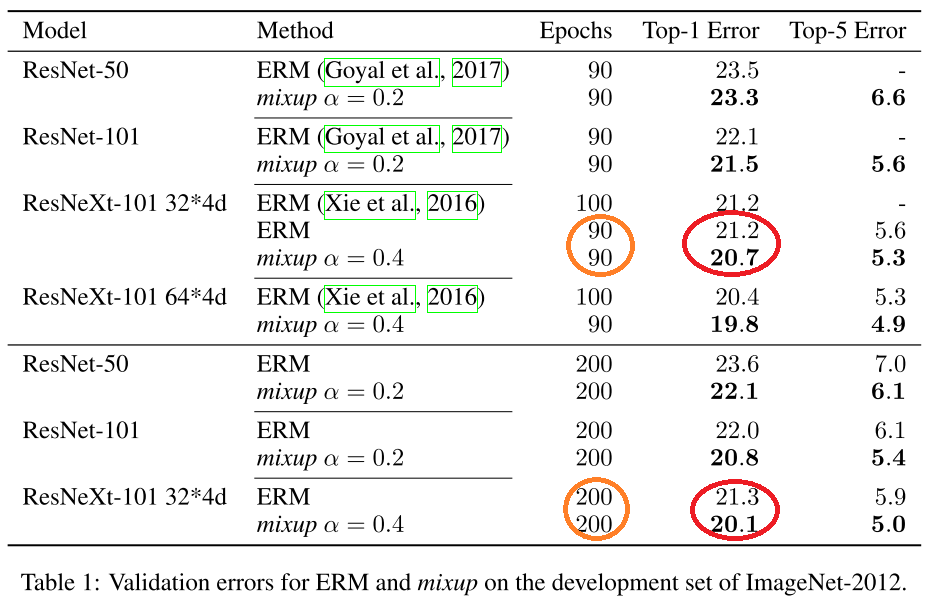 Model Method Epochs Top-1 Error Top-5 Error
ResNet-50 ERM (Goyal et al., 2017) 90 23.5 -
mixup α = 0.2 90 23.3 6.6
ResNet-101 ERM (Goyal et al., 2017) 90 22.1 -
mixup α = 0.2 90 21.5 5.6
ResNeXt-101 32*4d ERM (Xie et al., 2016) 100 21.2 -
ERM 90 21.2 5.6
mixup α = 0.4 90 20.7 5.3
ResNeXt-101 64*4d ERM (Xie et al., 2016) 100 20.4 5.3
mixup α = 0.4 90 19.8 4.9
ResNet-50 ERM 200 23.6 7.0
mixup α = 0.2 200 22.1 6.1
ResNet-101 ERM 200 22.0 6.1
mixup α = 0.2 200 20.8 5.4
ResNeXt-101 32*4d ERM 200 21.3 5.9
mixup α = 0.4 200 20.1 5.0
Table 1: Validation errors for ERM and mixup on the development set of ImageNet-2012.